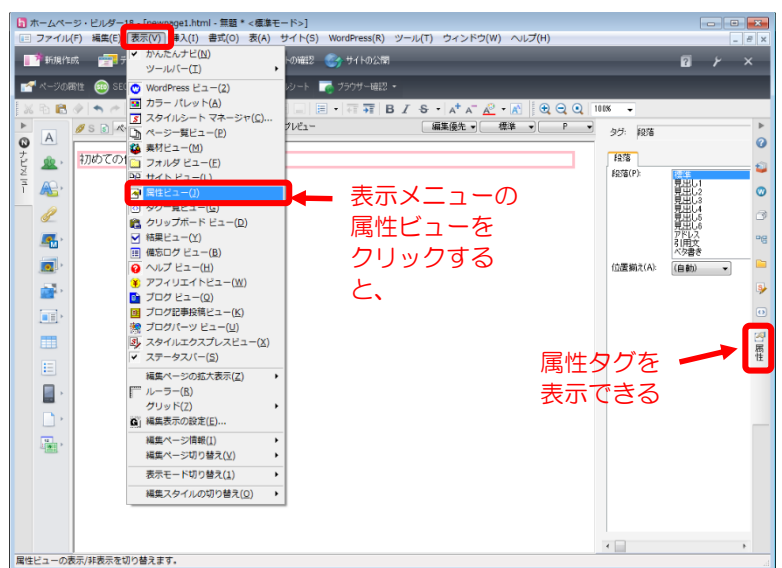 ホームページ・ビルダー18 - [newpage1.html - 無題 * <標準モード>]
ファイル(F) 編集(E) 表示(V) 挿入(I) 書式(O) 表(A) サイト(S) WordPress(R) ツール(T) ウィンドウ(W) ヘルプ(H)
新規作成 サイトの公開
ページの属性 SEO ブラウザー確認
100%
S 編集優先 標準 P
タグ: 段落
ナビメニュー
初めての
かんたんナビ(N)
ツールバー(T)
WordPress ビュー(2)
カラー パレット(A)
スタイルシート マネージャ(C)...
ページ一覧ビュー(P)
素材ビュー(M)
フォルダ ビュー(F)
サイト ビュー(L)
属性ビュー(J)
タグ一覧ビュー(G)
クリップボード ビュー(D)
結果ビュー(Y)
備忘ログ ビュー(B)
ヘルプ ビュー(H)
アフィリエイトビュー(W)
ブログ ビュー(O)
ブログ記事投稿ビュー(K)
ブログパーツ ビュー(U)
スタイルエクスプレスビュー(X)
ステータスバー(S)
編集ページの拡大表示(Z)
ルーラー(R)
グリッド(Z)
編集表示の設定(E)...
編集ページ情報(I)
編集ページ切り替え(V)
表示モード切り替え(1)
編集スタイルの切り替え(Q)
表示メニューの
属性ビューを
クリックする
と、
段落
段落(P):
標準
見出し1
見出し2
見出し3
見出し4
見出し5
見出し6
アドレス
引用文
ベタ書き
位置揃え(A): (自動)
属性
属性タグを
表示できる
属性ビューの表示/非表示を切り替えます。